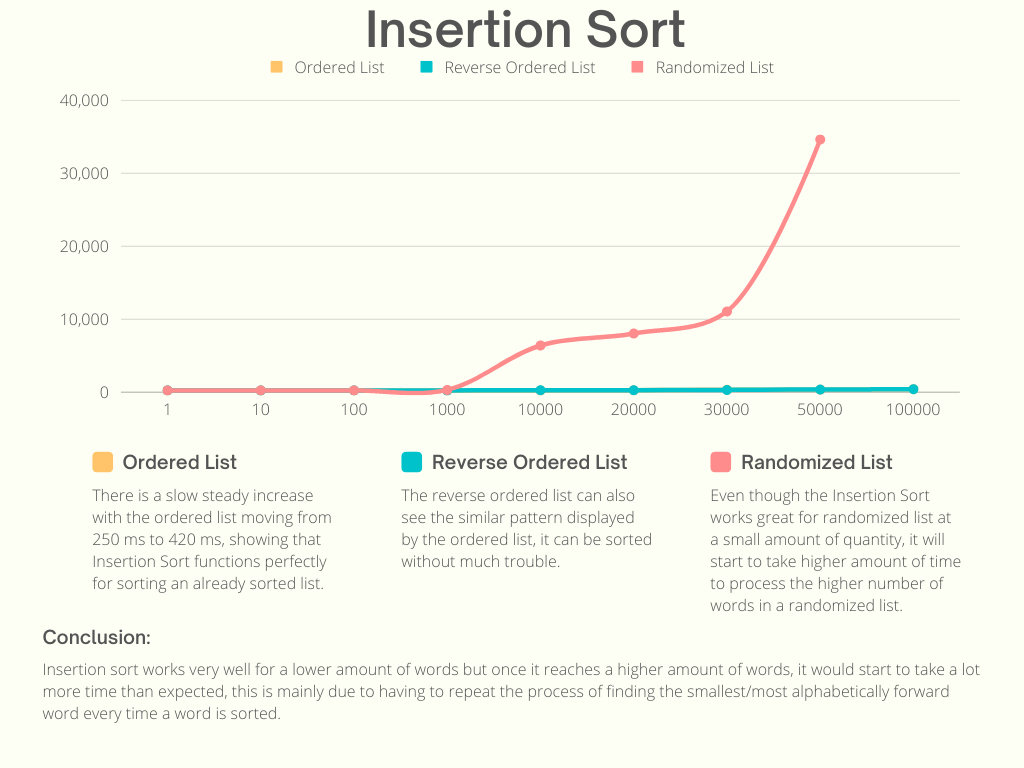 Insertion Sort
Ordered List Reverse Ordered List Randomized List
40,000
30,000
20,000
10,000
0
1 10 100 1000 10000 20000 30000 50000 100000
Ordered List
There is a slow steady increase
with the ordered list moving from
250 ms to 420 ms, showing that
Insertion Sort functions perfectly
for sorting an already sorted list.
Reverse Ordered List
The reverse ordered list can also
see the similar pattern displayed
by the ordered list, it can be sorted
without much trouble.
Randomized List
Even though the Insertion Sort
works great for randomized list at
a small amount of quantity, it will
start to take higher amount of time
to process the higher number of
words in a randomized list.
Conclusion:
Insertion sort works very well for a lower amount of words but once it reaches a higher amount of words, it would start to take a lot
more time than expected, this is mainly due to having to repeat the process of finding the smallest/most alphabetically forward
word every time a word is sorted.